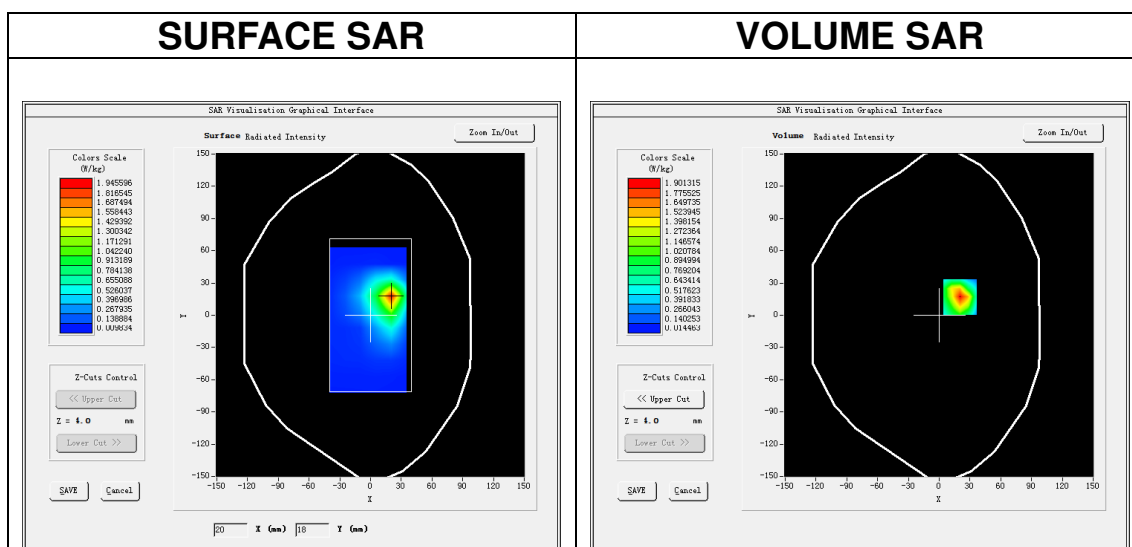 SURFACE SAR
VOLUME SAR
SAR Visualisation Graphical Interface
Surface Radiated Intensity
Zoom In/Out
Colors Scale
(W/kg)
1.945596
1.816545
1.687494
1.558443
1.429392
1.300342
1.171291
1.042240
0.913189
0.784138
0.655088
0.526037
0.396986
0.267935
0.138884
0.009834
150
120
90
60
30
0
-30
-60
-90
-120
-150
Y
-150 -120 -90 -60 -30 0 30 60 90 120 150
X
Z-Cuts Control
<< Upper Cut
Z = 4.0 mm
Lower Cut >>
SAVE Cancel
20 X (mm) 18 Y (mm)
SAR Visualisation Graphical Interface
Volume Radiated Intensity
Zoom In/Out
Colors Scale
(W/kg)
1.901315
1.775525
1.649735
1.523945
1.398154
1.272364
1.146574
1.020784
0.894994
0.769204
0.643414
0.517623
0.391833
0.266043
0.140253
0.014463
150
120
90
60
30
0
-30
-60
-90
-120
-150
Y
-150 -120 -90 -60 -30 0 30 60 90 120 150
X
Z-Cuts Control
<< Upper Cut
Z = 4.0 mm
Lower Cut >>
SAVE Cancel